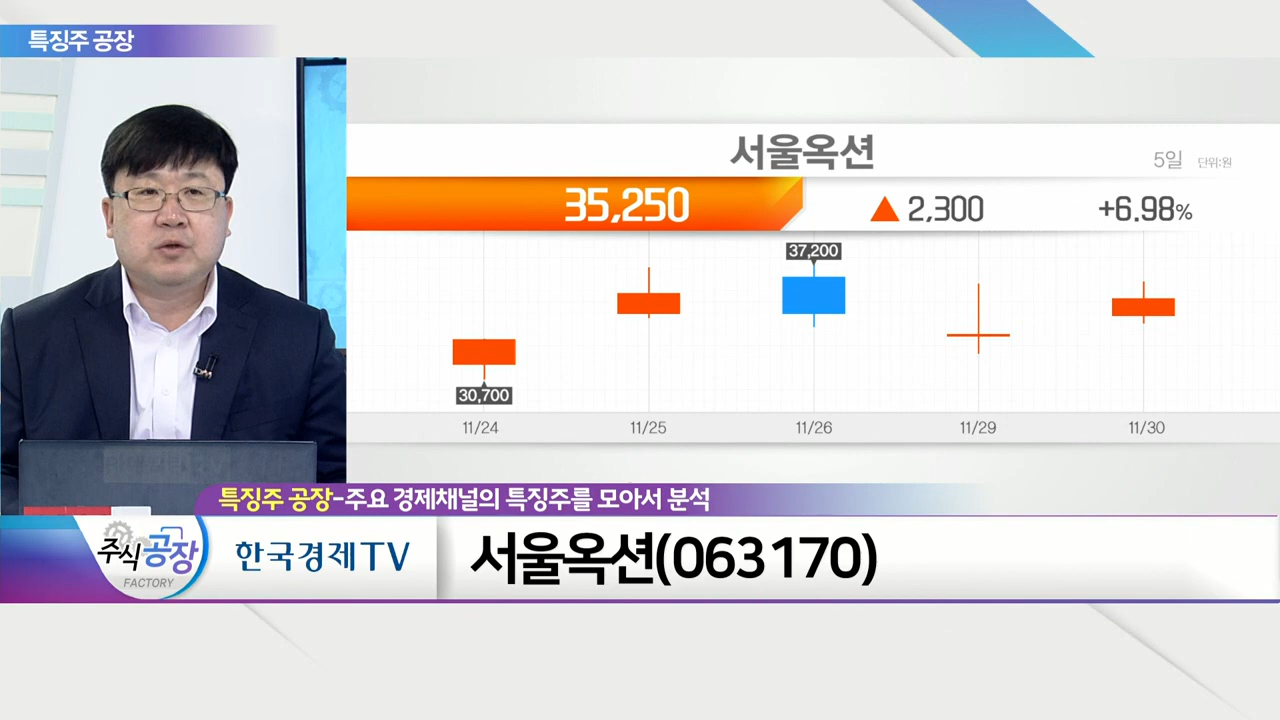 특징주 공장
서울옥션
5일 단위:원
35,250 ▲ 2,300 +6.98%
37,200
30,700
11/24 11/25 11/26 11/29 11/30
특징주 공장-주요 경제채널의 특징주를 모아서 분석
주식공장
FACTORY
한국경제TV
서울옥션(063170)